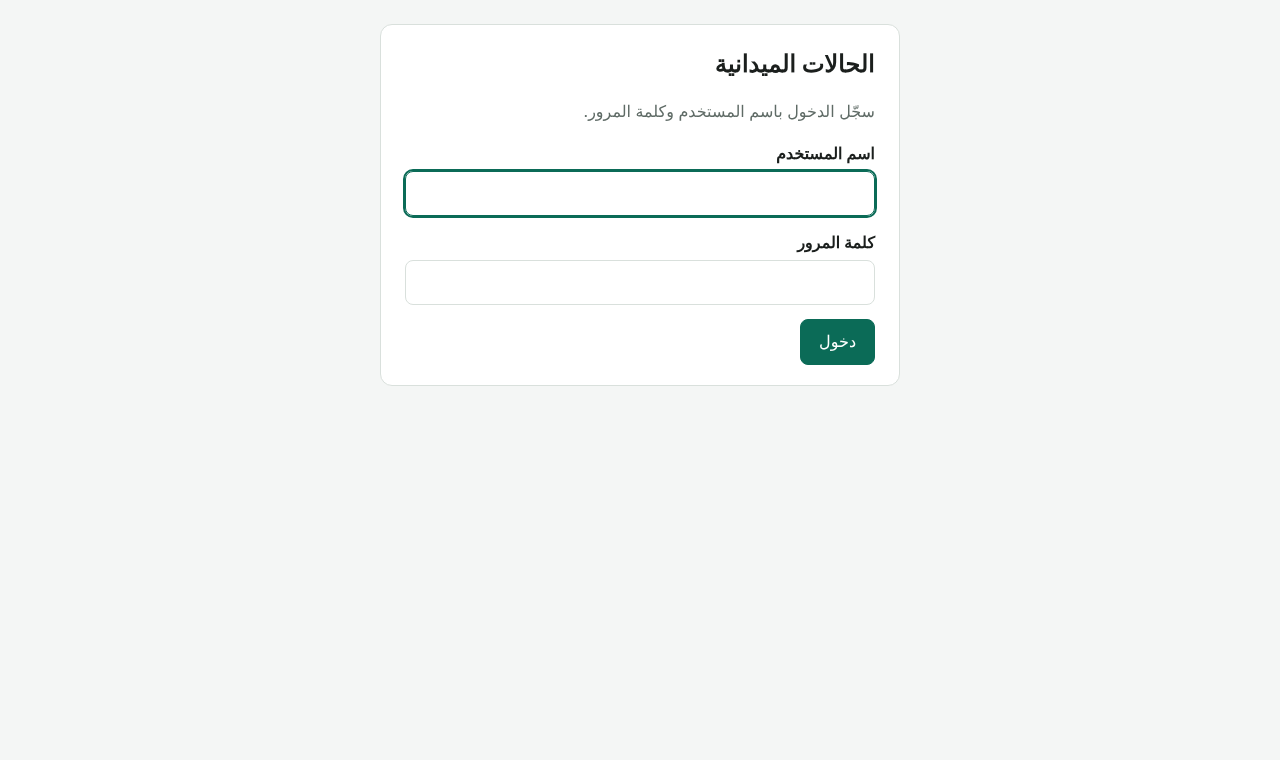 الحالات الميدانية
سجّل الدخول باسم المستخدم وكلمة المرور.
اسم المستخدم
كلمة المرور
دخول